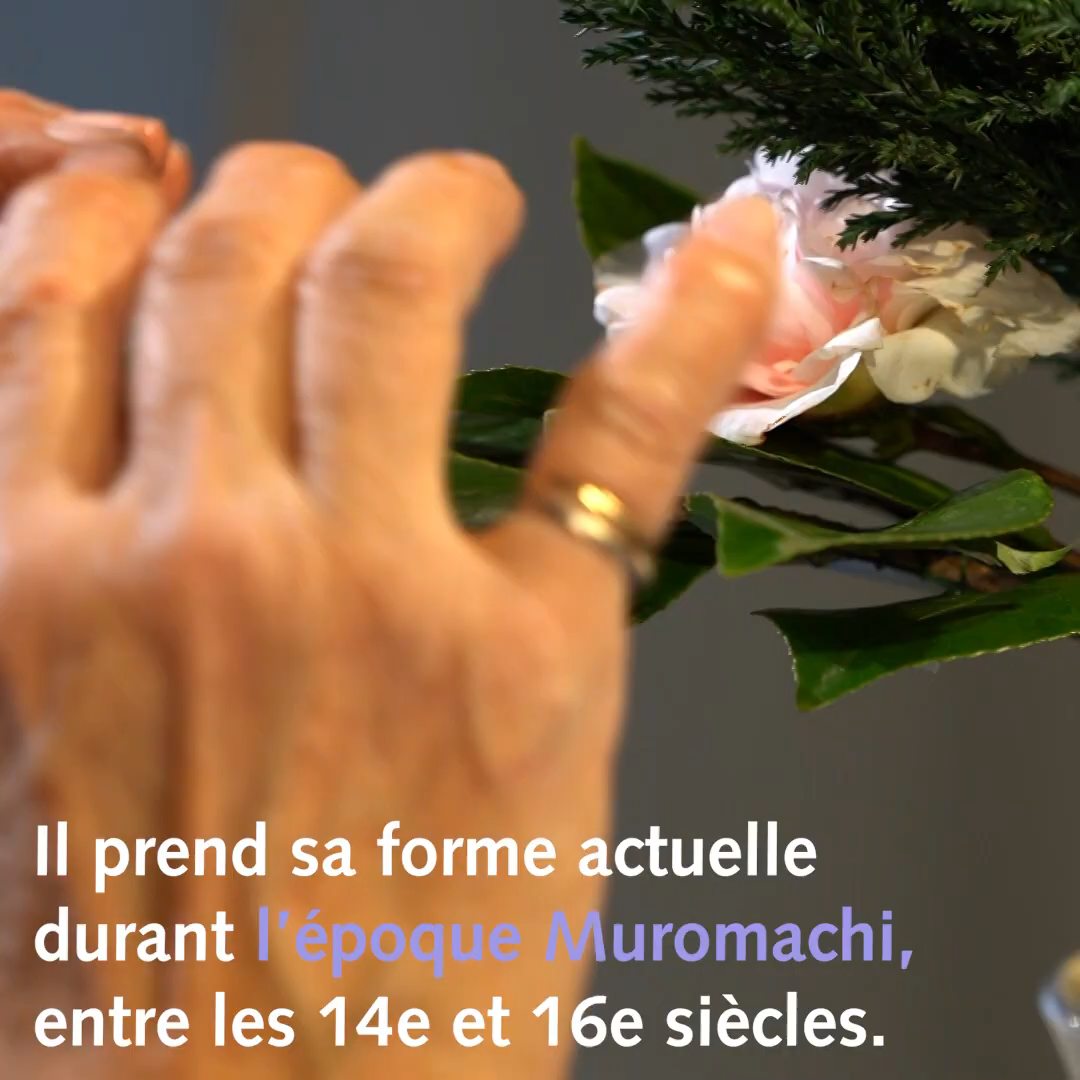 Il prend sa forme actuelle
durant l'époque Muromachi,
entre les 14e et 16e siècles.